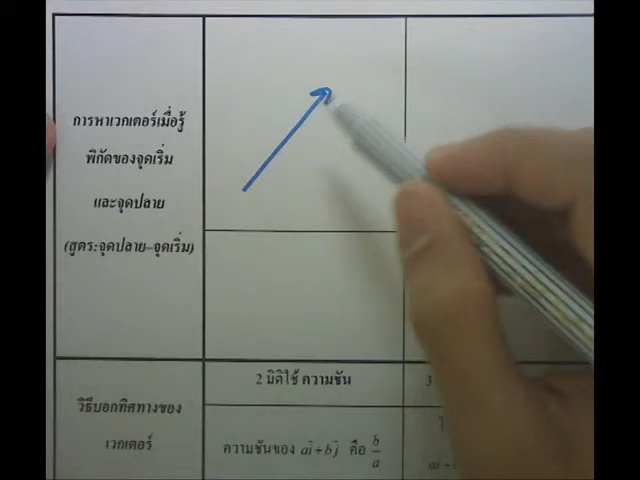 การหาเวกเตอร์เมื่อรู้
พิกัดของจุดเริ่ม
และจุดปลาย
(สูตร:จุดปลาย–จุดเริ่ม)
วิธีบอกทิศทางของ
เวกเตอร์
2 มิติใช้ ความชัน
3
ความชันของ ai̅+bj̅ คือ b/a